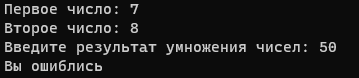 Первое число: 7
Второе число: 8
Введите результат умножения чисел: 50
Вы ошиблись